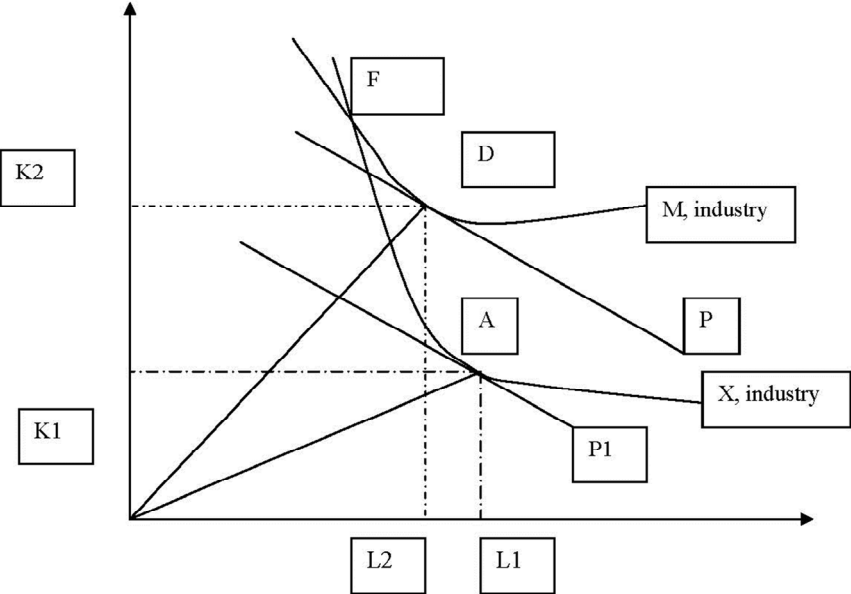 F
D
K2
M, industry
A
P
X, industry
K1
P1
L2
L1